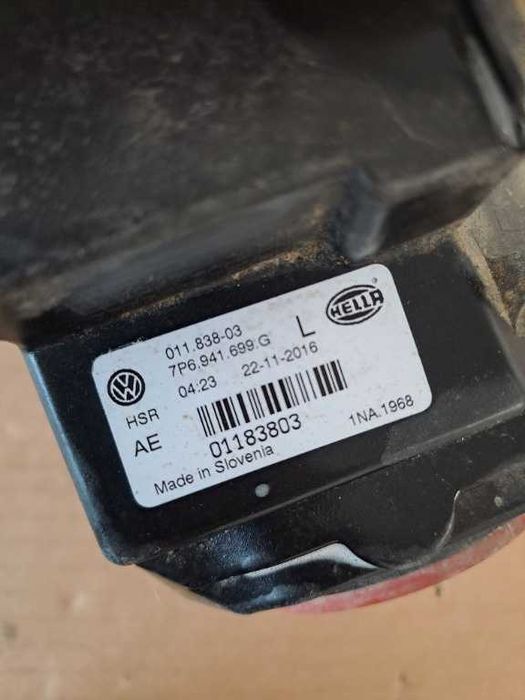 011.838-03
L
HELLA
7P6.941.699.G
VW
04:23 22-11-2016
HSR
AE
01183803
1NA.1968
Made in Slovenia